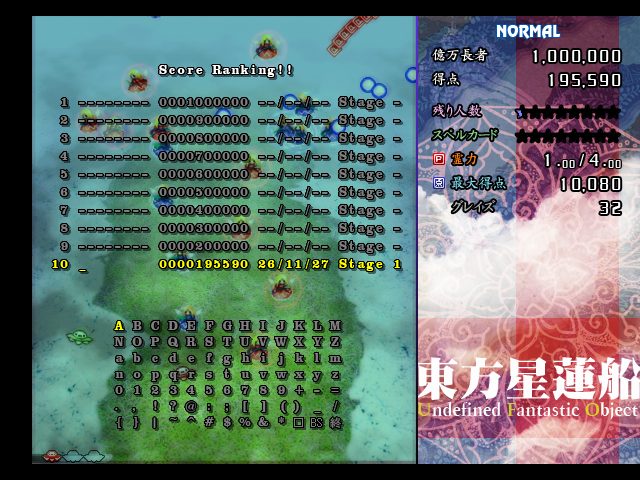 NORMAL
億万長者 1,000,000
得点 195,590
残り人数
スペルカード
P 霊力 1.00/4.00
点 最大得点 10,080
グレイズ 32
Score Ranking!!
1 -------- 0001000000 --/--/-- Stage -
2 -------- 0000900000 --/--/-- Stage -
3 -------- 0000800000 --/--/-- Stage -
4 -------- 0000700000 --/--/-- Stage -
5 -------- 0000600000 --/--/-- Stage -
6 -------- 0000500000 --/--/-- Stage -
7 -------- 0000400000 --/--/-- Stage -
8 -------- 0000300000 --/--/-- Stage -
9 -------- 0000200000 --/--/-- Stage -
10 _ 0000195590 26/11/27 Stage 1
A B C D E F G H I J K L M
N O P Q R S T U V W X Y Z
a b c d e f g h i j k l m
n o p q r s t u v w x y z
0 1 2 3 4 5 6 7 8 9 + - =
. , ! ? @ : ; [ ] ( ) _ /
{ } | ~ ^ # $ % & * □ BS 終
東方星蓮船
Undefined Fantastic Object